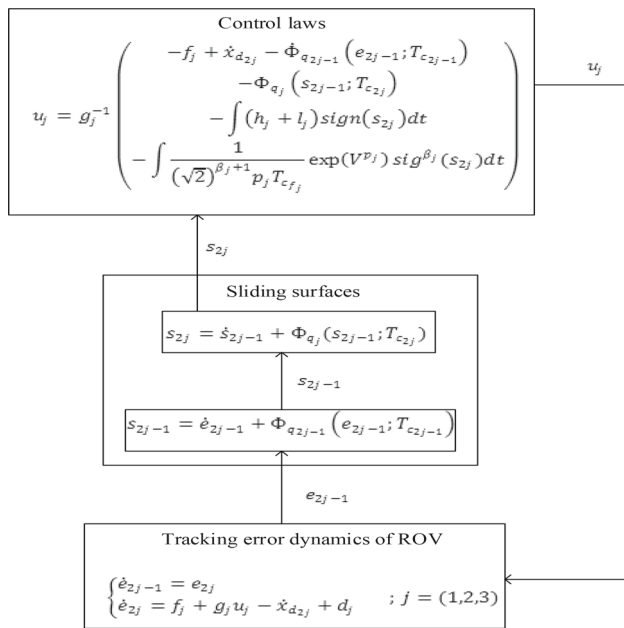 Control laws
u_j = g_j^{-1} ( -f_j + ẋ_{d_{2j}} - Φ̇_{q_{2j-1}} (e_{2j-1}; T_{c_{2j-1}})
-Φ_{q_j} (s_{2j-1}; T_{c_{2j}})
- ∫(h_j + l_j)sign(s_{2j})dt
- ∫ 1/((√2)^{β_j+1} p_j T_{c_{f_j}}) exp(V^{p_j}) sig^{β_j}(s_{2j})dt )
u_j
s_{2j}
Sliding surfaces
s_{2j} = ṡ_{2j-1} + Φ_{q_j}(s_{2j-1}; T_{c_{2j}})
s_{2j-1}
s_{2j-1} = ė_{2j-1} + Φ_{q_{2j-1}} (e_{2j-1}; T_{c_{2j-1}})
e_{2j-1}
Tracking error dynamics of ROV
{ ė_{2j-1} = e_{2j}
ė_{2j} = f_j + g_j u_j - ẋ_{d_{2j}} + d_j ; j = (1,2,3)